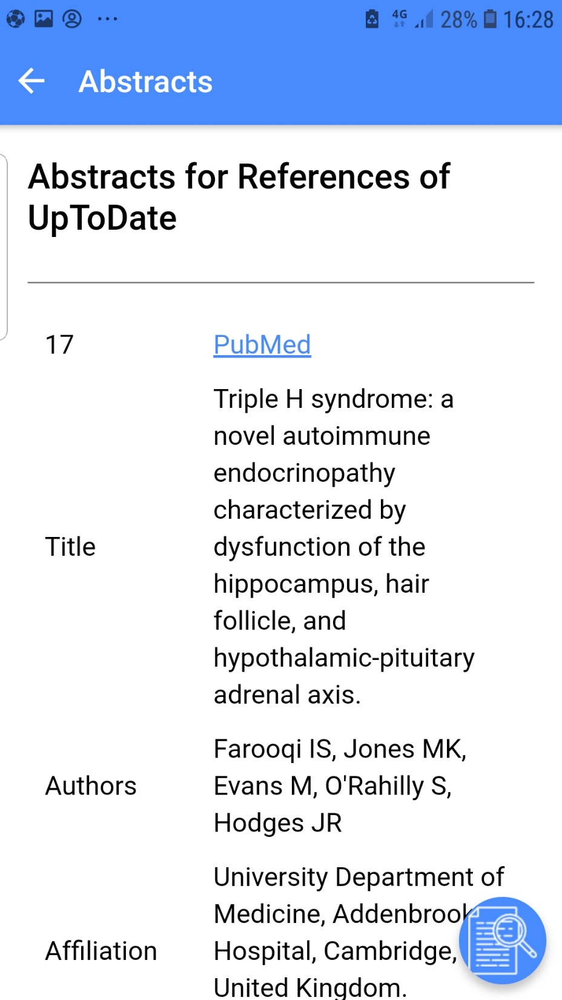 4G 28% 16:28
Abstracts
Abstracts for References of
UpToDate
17 PubMed
Triple H syndrome: a
novel autoimmune
endocrinopathy
characterized by
Title dysfunction of the
hippocampus, hair
follicle, and
hypothalamic-pituitary
adrenal axis.
Farooqi IS, Jones MK,
Authors Evans M, O'Rahilly S,
Hodges JR
University Department of
Medicine, Addenbrook
Affiliation Hospital, Cambridge,
United Kingdom.